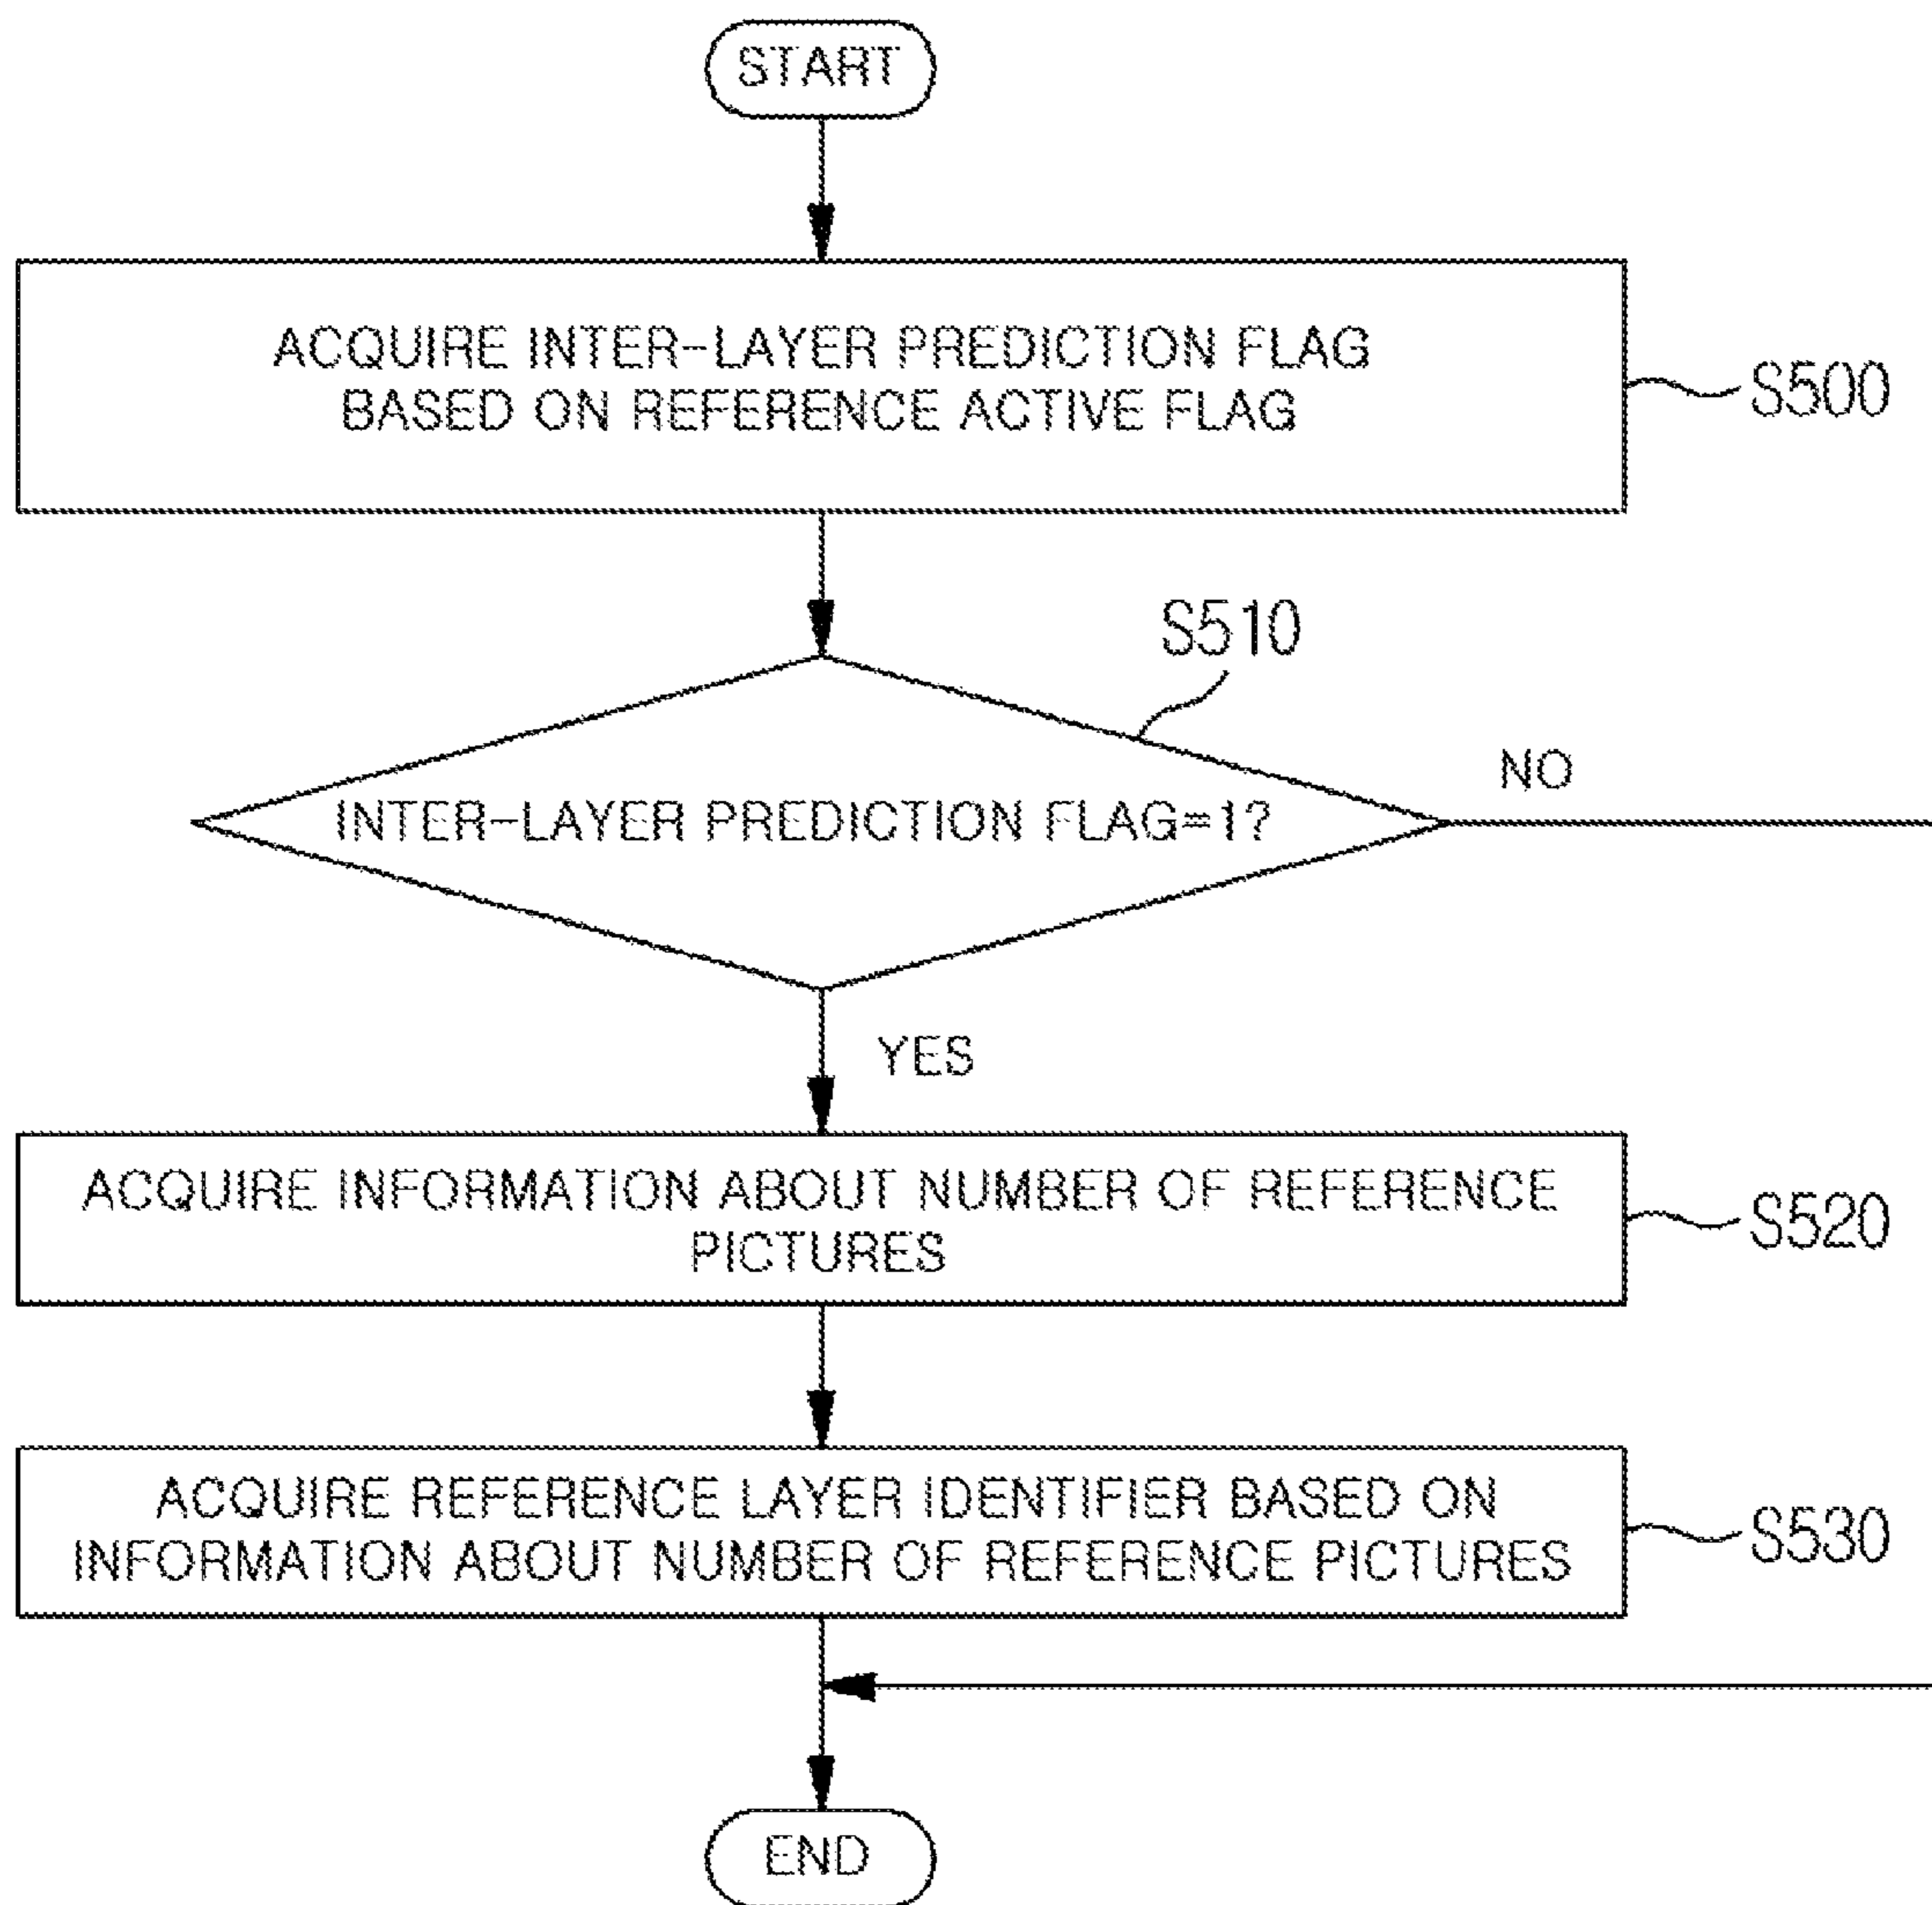 START
ACQUIRE INTER-LAYER PREDICTION FLAG
BASED ON REFERENCE ACTIVE FLAG
S500
S510
INTER-LAYER PREDICTION FLAG=1?
NO
YES
ACQUIRE INFORMATION ABOUT NUMBER OF REFERENCE
PICTURES
S520
ACQUIRE REFERENCE LAYER IDENTIFIER BASED ON
INFORMATION ABOUT NUMBER OF REFERENCE PICTURES
S530
END